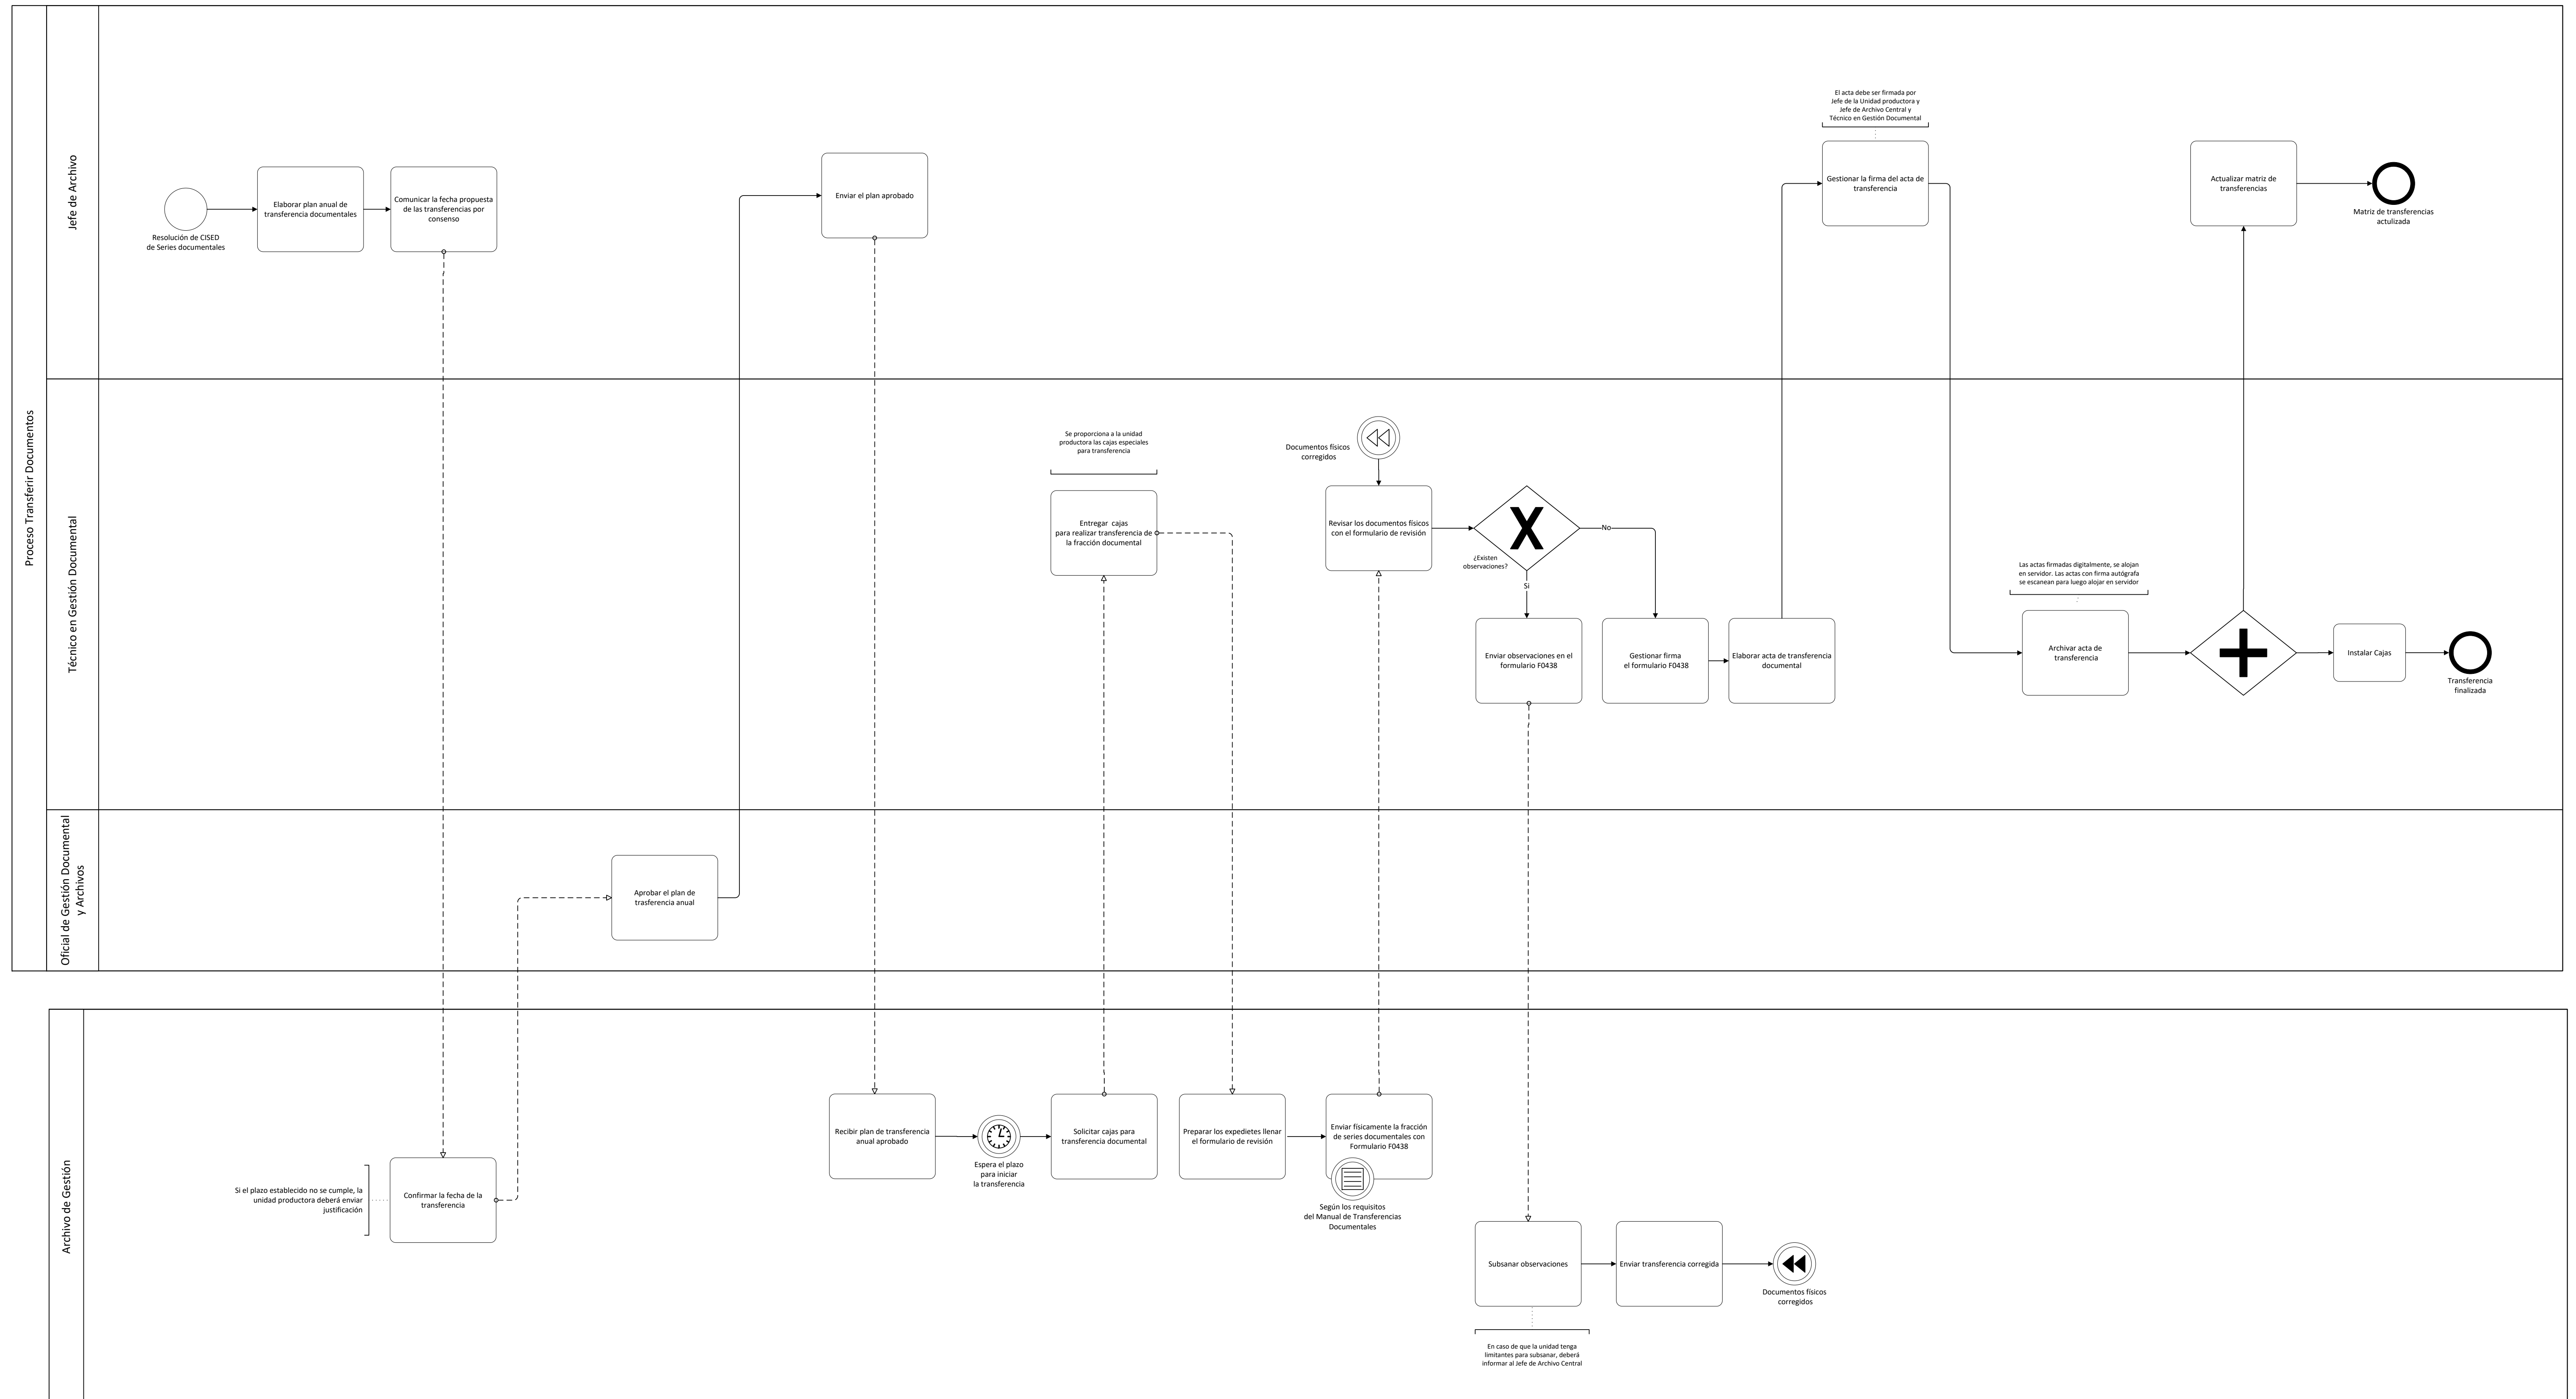 Proceso Transferir Documentos
Jefe de Archivo
Resolución de CISED
de Series documentales
Elaborar plan anual de
transferencia documentales
Comunicar la fecha propuesta
de las transferencias por
consenso
Enviar el plan aprobado
El acta debe ser firmada por
Jefe de la Unidad productora y
Jefe de Archivo Central y
Técnico en Gestión Documental
Gestionar la firma del acta de
transferencia
Actualizar matriz de
transferencias
Matriz de transferencias
actulizada
Técnico en Gestión Documental
Se proporciona a la unidad
productora las cajas especiales
para transferencia
Entregar cajas
para realizar transferencia de
la fracción documental
Documentos físicos
corregidos
Revisar los documentos físicos
con el formulario de revisión
¿Existen
observaciones?
No
Si
Enviar observaciones en el
formulario F0438
Gestionar firma
el formulario F0438
Elaborar acta de transferencia
documental
Las actas firmadas digitalmente, se alojan
en servidor. Las actas con firma autógrafa
se escanean para luego alojar en servidor
Archivar acta de
transferencia
Instalar Cajas
Transferencia
finalizada
Oficial de Gestión Documental
y Archivos
Aprobar el plan de
trasferencia anual
Archivo de Gestión
Si el plazo establecido no se cumple, la
unidad productora deberá enviar
justificación
Confirmar la fecha de la
transferencia
Recibir plan de transferencia
anual aprobado
Espera el plazo
para iniciar
la transferencia
Solicitar cajas para
transferencia documental
Preparar los expedietes llenar
el formulario de revisión
Enviar físicamente la fracción
de series documentales con
Formulario F0438
Según los requisitos
del Manual de Transferencias
Documentales
Subsanar observaciones
Enviar transferencia corregida
Documentos físicos
corregidos
En caso de que la unidad tenga
limitantes para subsanar, deberá
informar al Jefe de Archivo Central